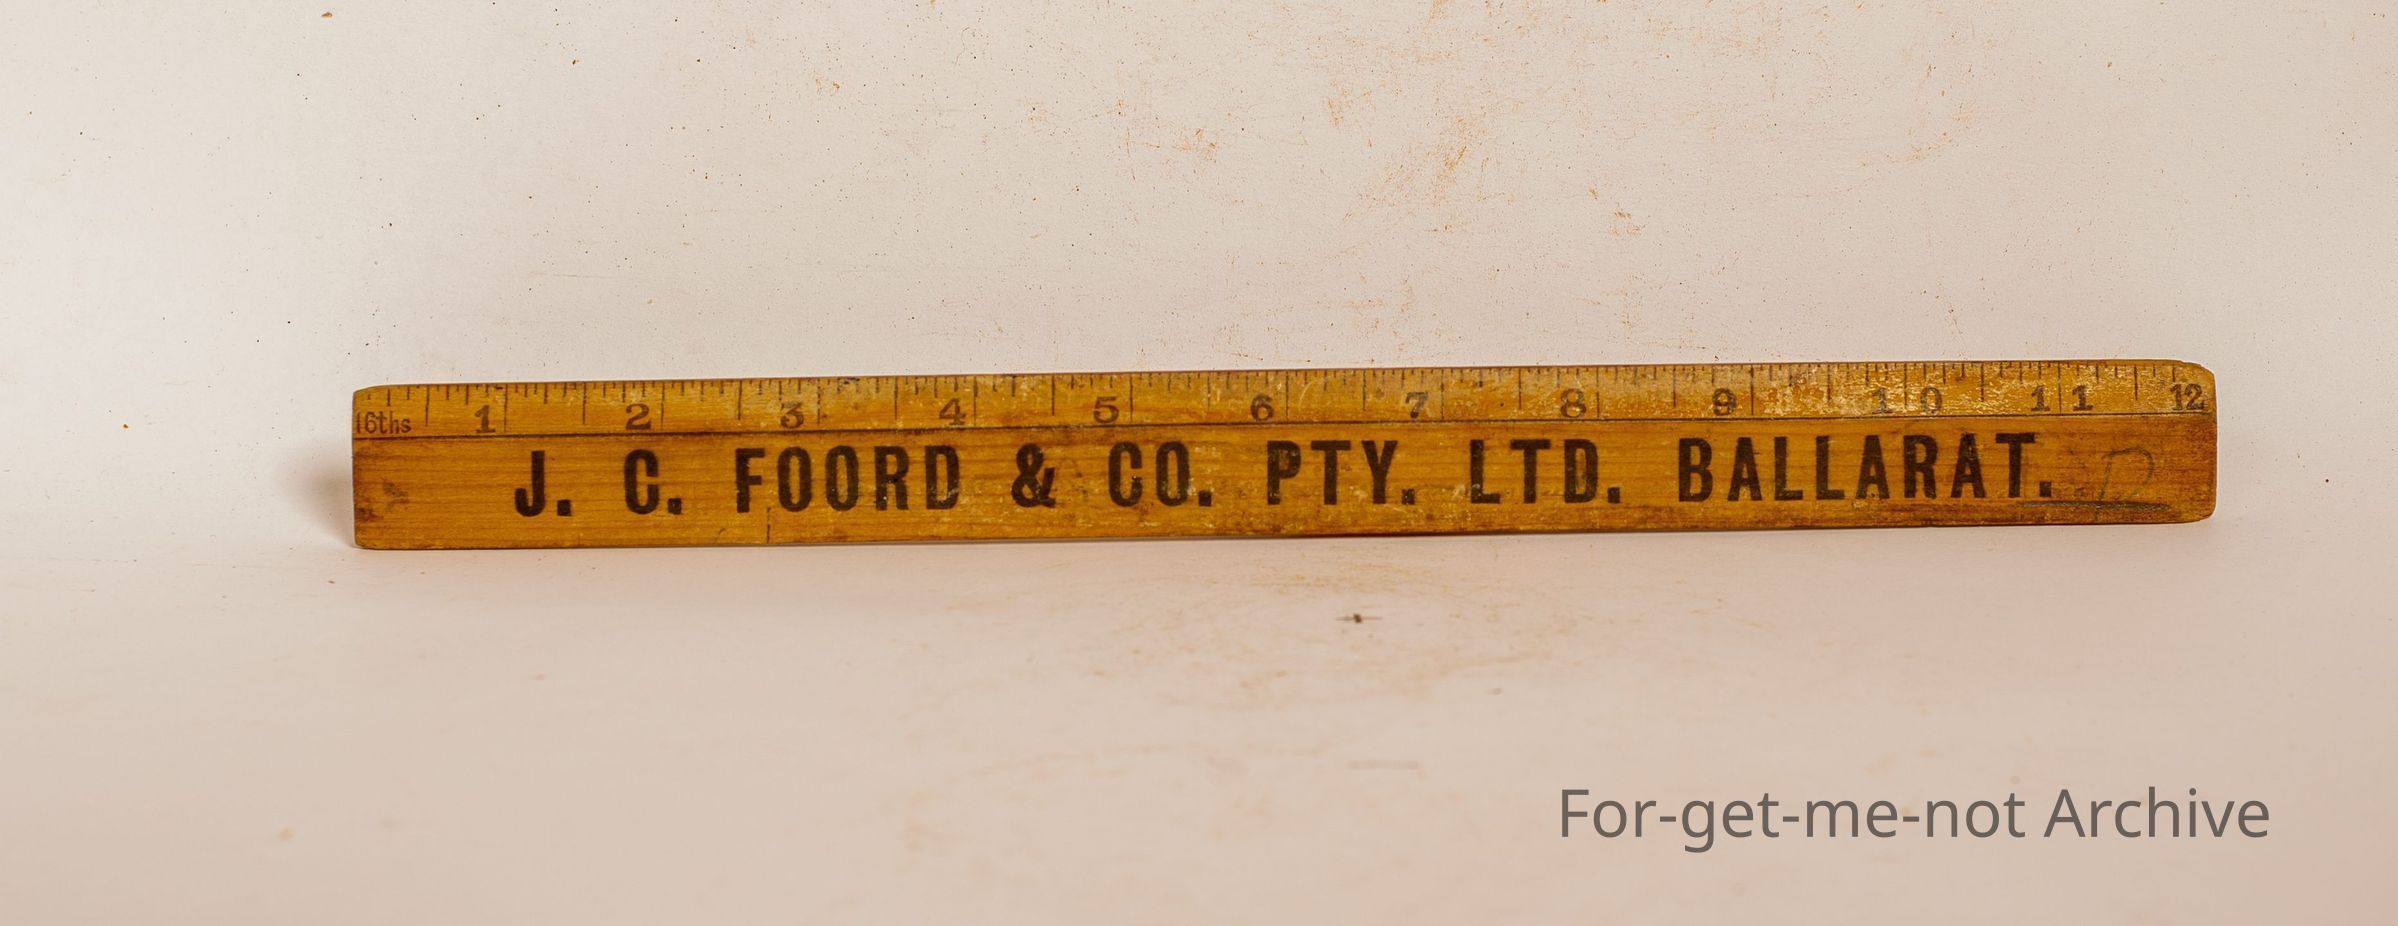 16ths 1 2 3 4 5 6 7 8 9 10 11 12
J. C. FOORD & CO. PTY. LTD. BALLARAT.
For-get-me-not Archive